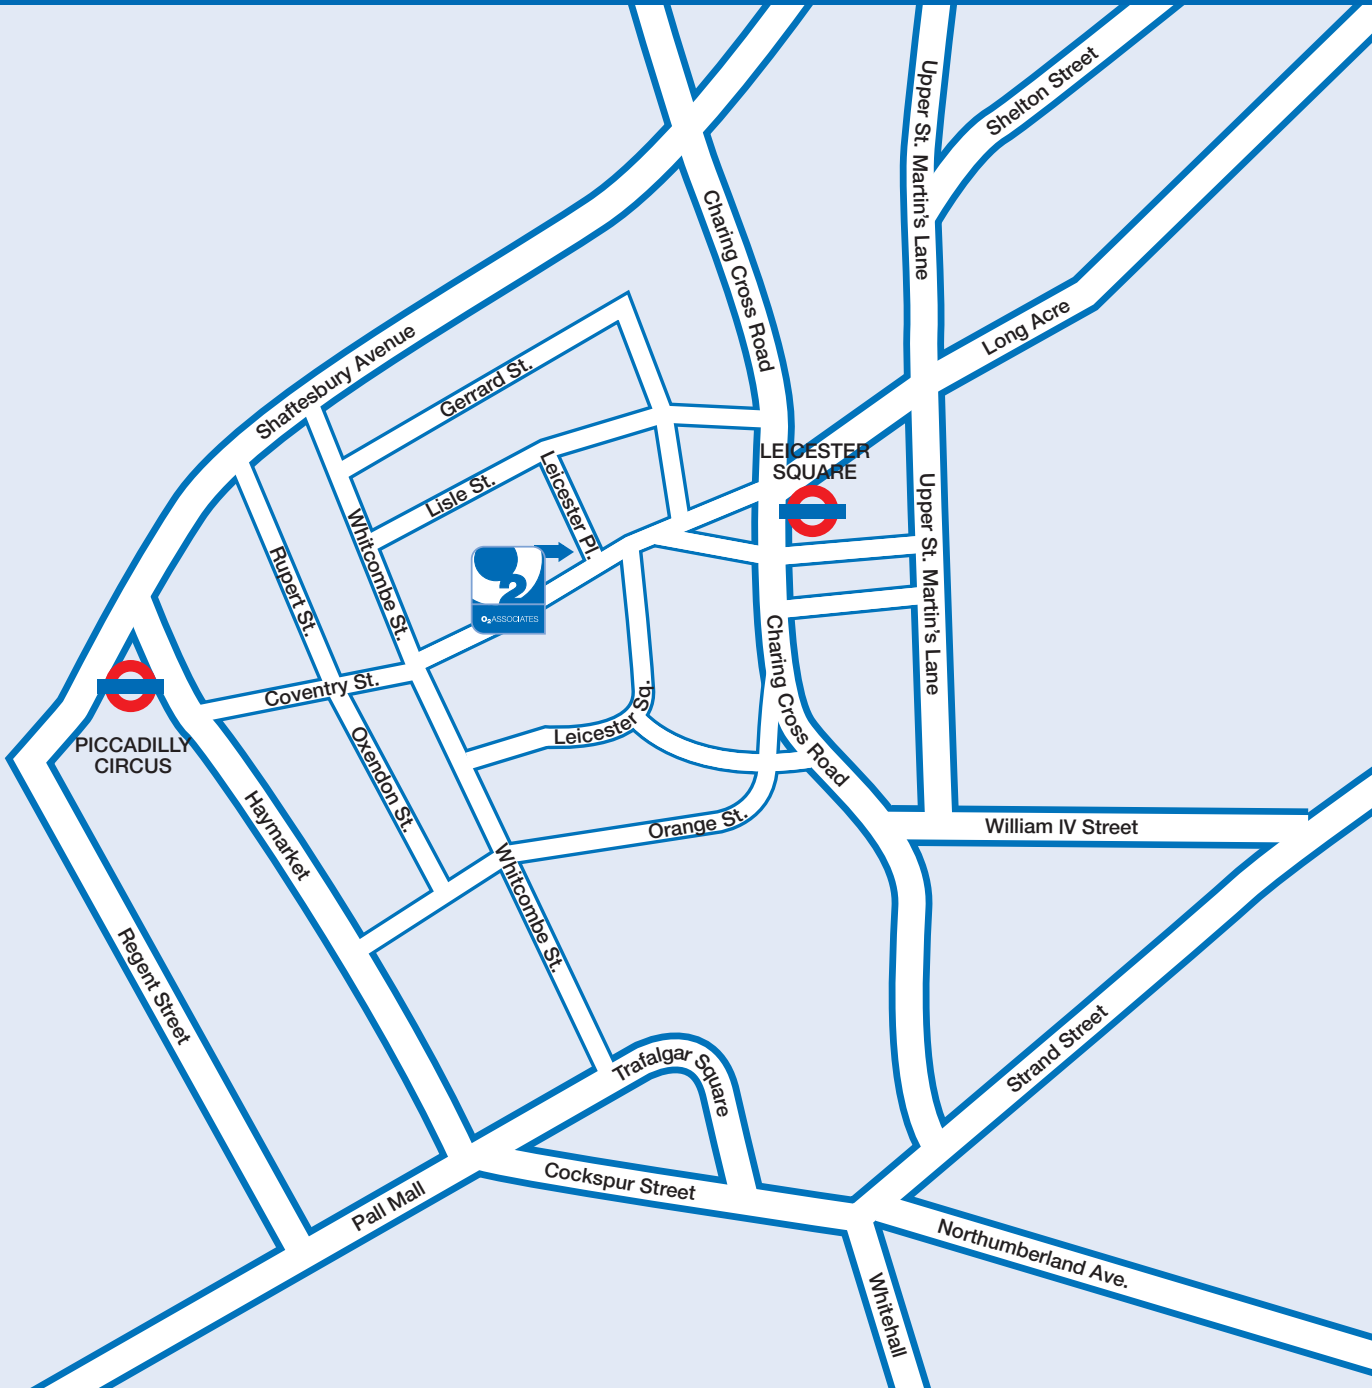 Upper St. Martin's Lane
Shelton Street
Charing Cross Road
Long Acre
Shaftesbury Avenue
Gerrard St.
Lisle St.
Leicester Pl.
LEICESTER
SQUARE
Whitcombe St.
Rupert St.
O2ASSOCIATES
Upper St. Martin's Lane
Coventry St.
Leicester Sq.
Charing Cross Road
PICCADILLY
CIRCUS
Oxendon St.
Haymarket
Orange St.
William IV Street
Whitcombe St.
Regent Street
Trafalgar Square
Strand Street
Cockspur Street
Pall Mall
Northumberland Ave.
Whitehall